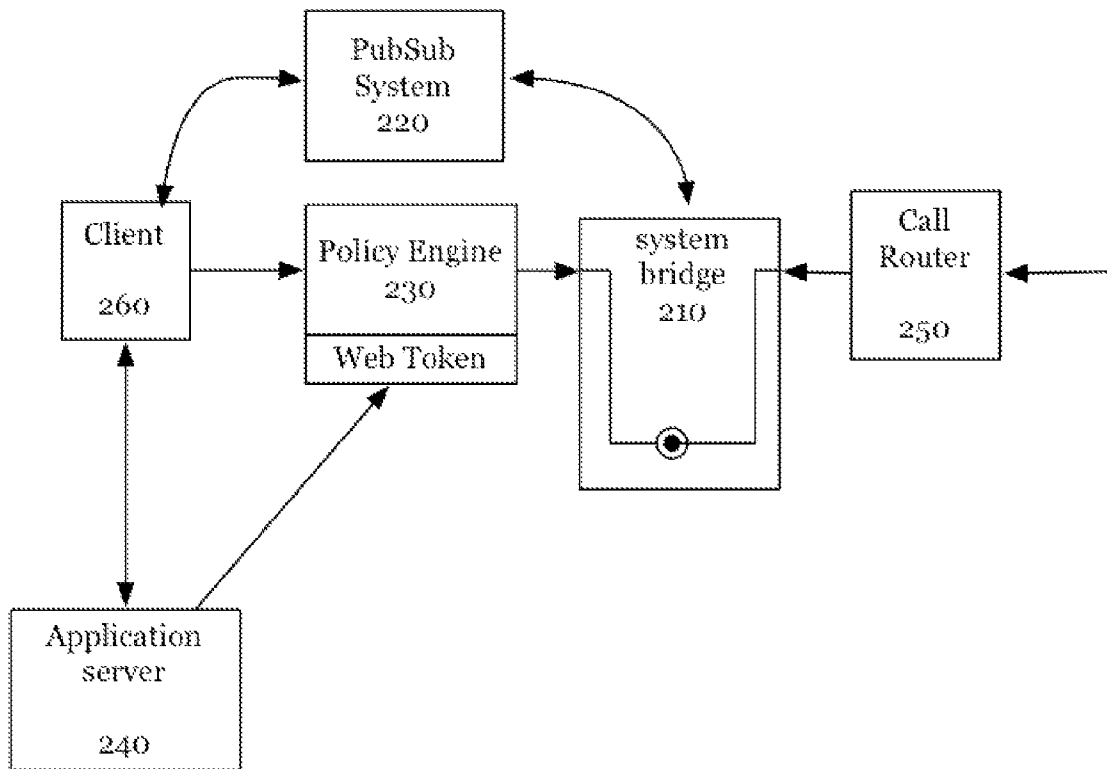 PubSub
System
220
Client
260
Policy Engine
230
Web Token
system
bridge
210
Call
Router
250
Application
server
240